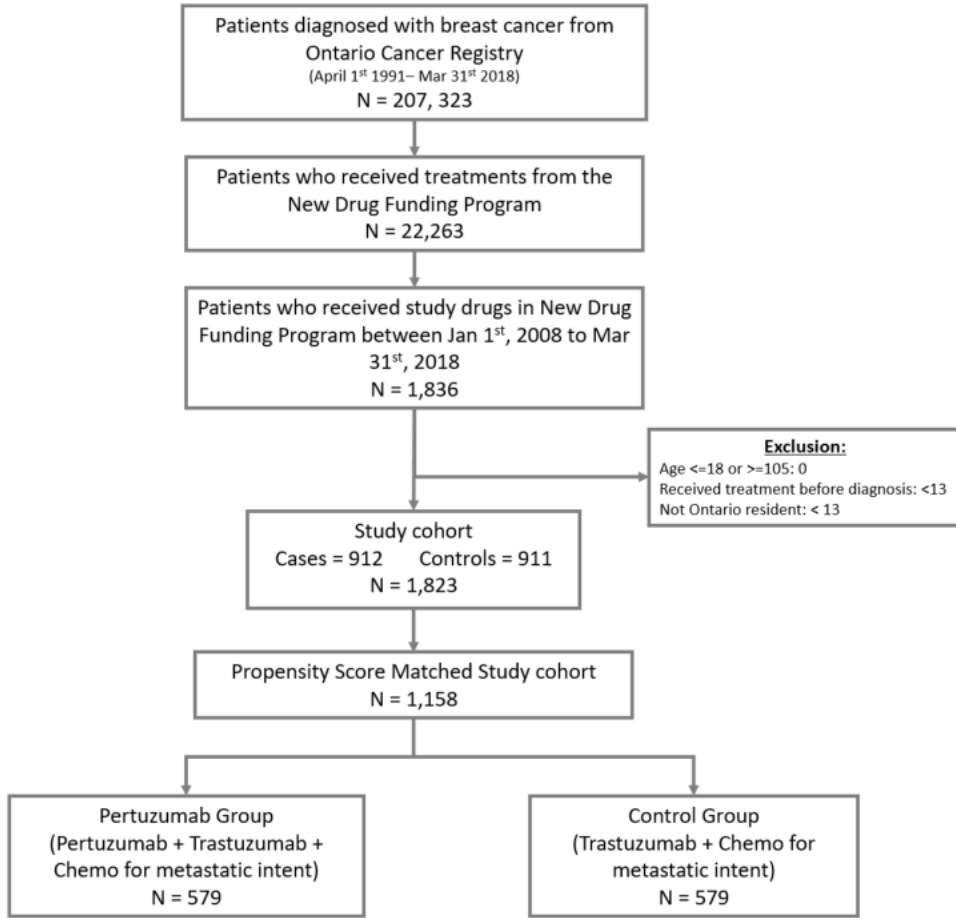 Patients diagnosed with breast cancer from
Ontario Cancer Registry
(April 1st 1991– Mar 31st 2018)
N = 207, 323
Patients who received treatments from the
New Drug Funding Program
N = 22,263
Patients who received study drugs in New Drug
Funding Program between Jan 1st, 2008 to Mar
31st, 2018
N = 1,836
Exclusion:
Age <=18 or >=105: 0
Received treatment before diagnosis: <13
Not Ontario resident: < 13
Study cohort
Cases = 912 Controls = 911
N = 1,823
Propensity Score Matched Study cohort
N = 1,158
Pertuzumab Group
(Pertuzumab + Trastuzumab +
Chemo for metastatic intent)
N = 579
Control Group
(Trastuzumab + Chemo for
metastatic intent)
N = 579